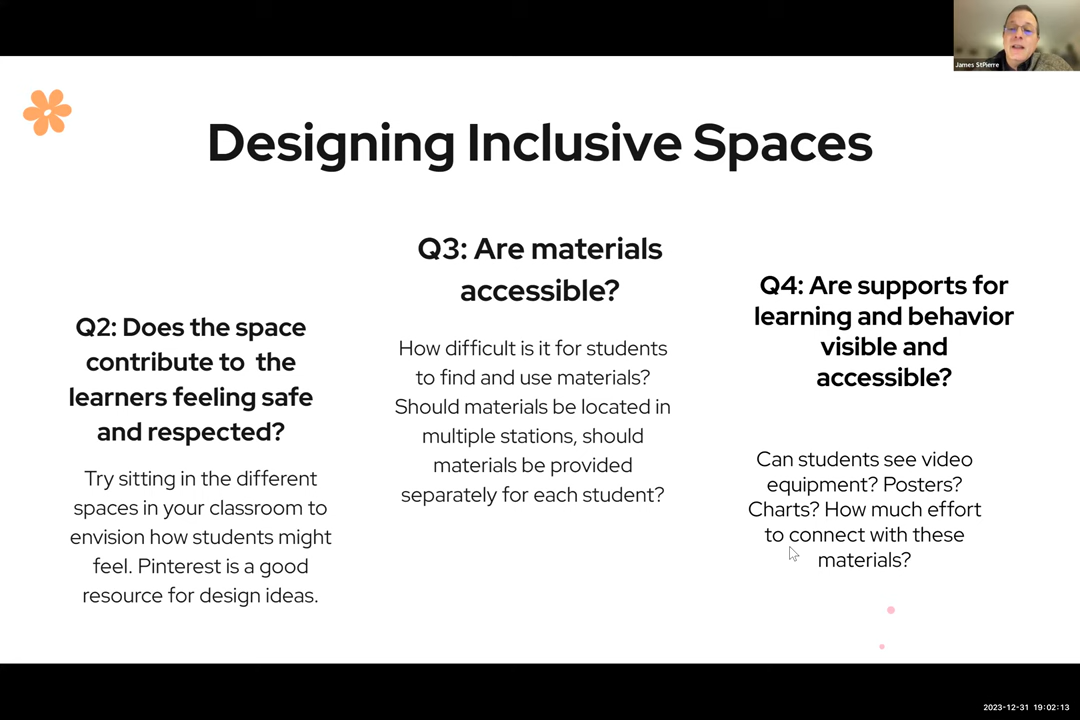 James StPierre
Designing Inclusive Spaces
Q2: Does the space
contribute to the
learners feeling safe
and respected?
Try sitting in the different
spaces in your classroom to
envision how students might
feel. Pinterest is a good
resource for design ideas.
Q3: Are materials
accessible?
How difficult is it for students
to find and use materials?
Should materials be located in
multiple stations, should
materials be provided
separately for each student?
Q4: Are supports for
learning and behavior
visible and
accessible?
Can students see video
equipment? Posters?
Charts? How much effort
to connect with these
materials?
2023-12-31 19:02:13